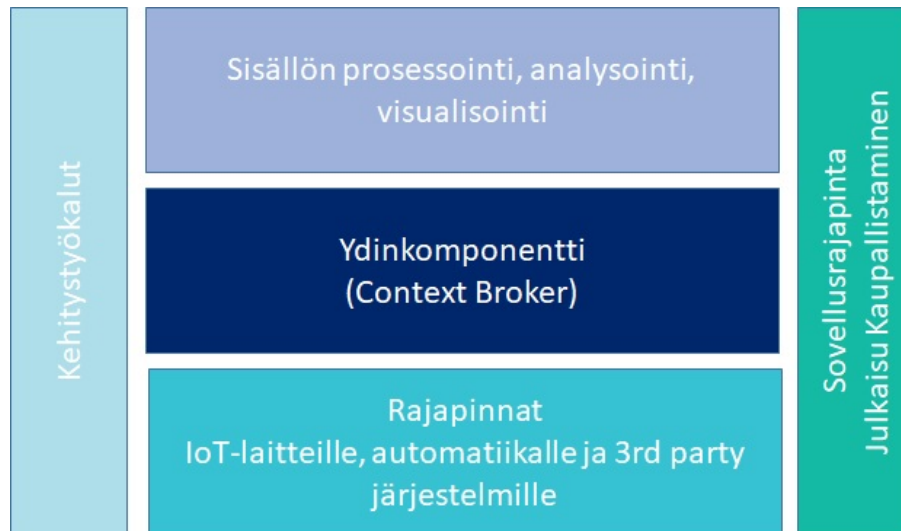 Kehitystyökalut
Sisällön prosessointi, analysointi,
visualisointi
Ydinkomponentti
(Context Broker)
Rajapinnat
IoT-laitteille, automatiikalle ja 3rd party
järjestelmille
Sovellusrajapinta
Julkaisu Kaupallistaminen